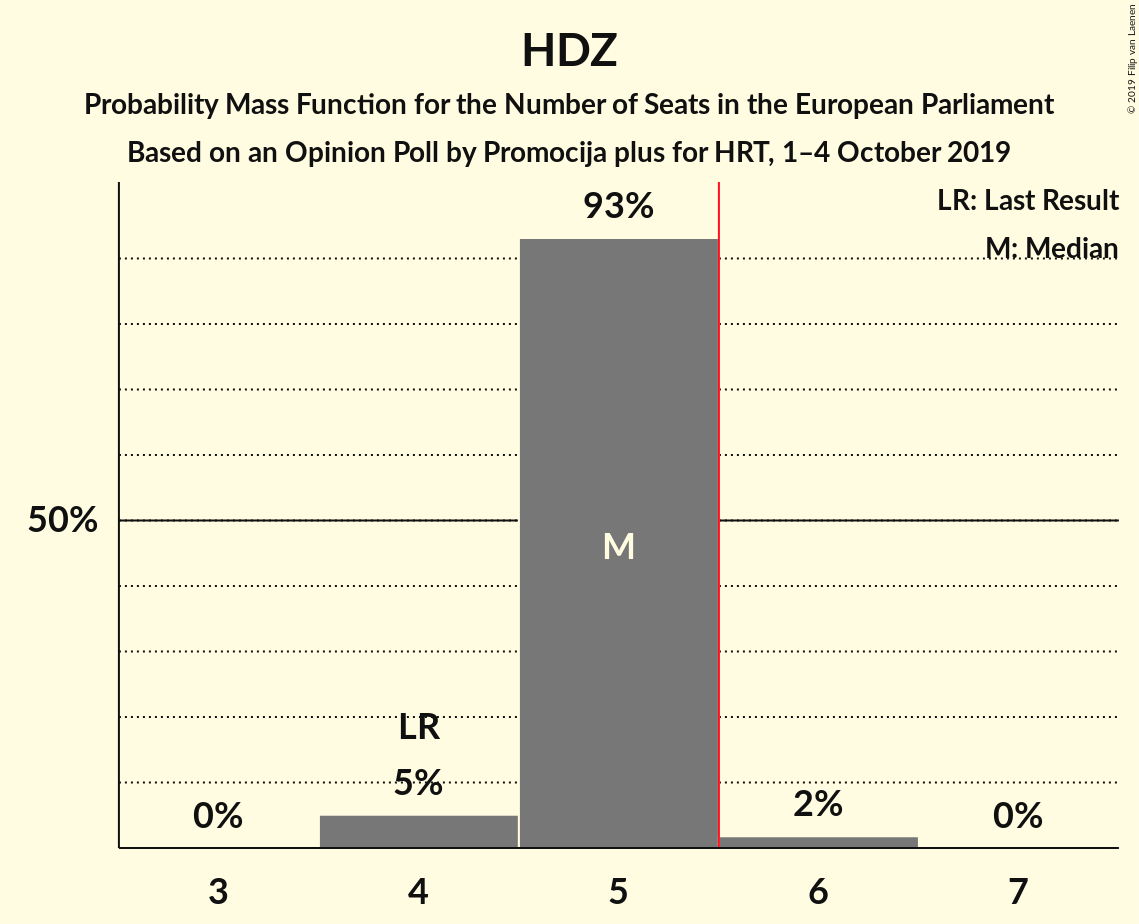 HDZ
Probability Mass Function for the Number of Seats in the European Parliament
Based on an Opinion Poll by Promocija plus for HRT, 1–4 October 2019
© 2019 Filip van Laenen
LR: Last Result
M: Median
93%
50%
M
LR
5%
0%
2%
0%
3 4 5 6 7